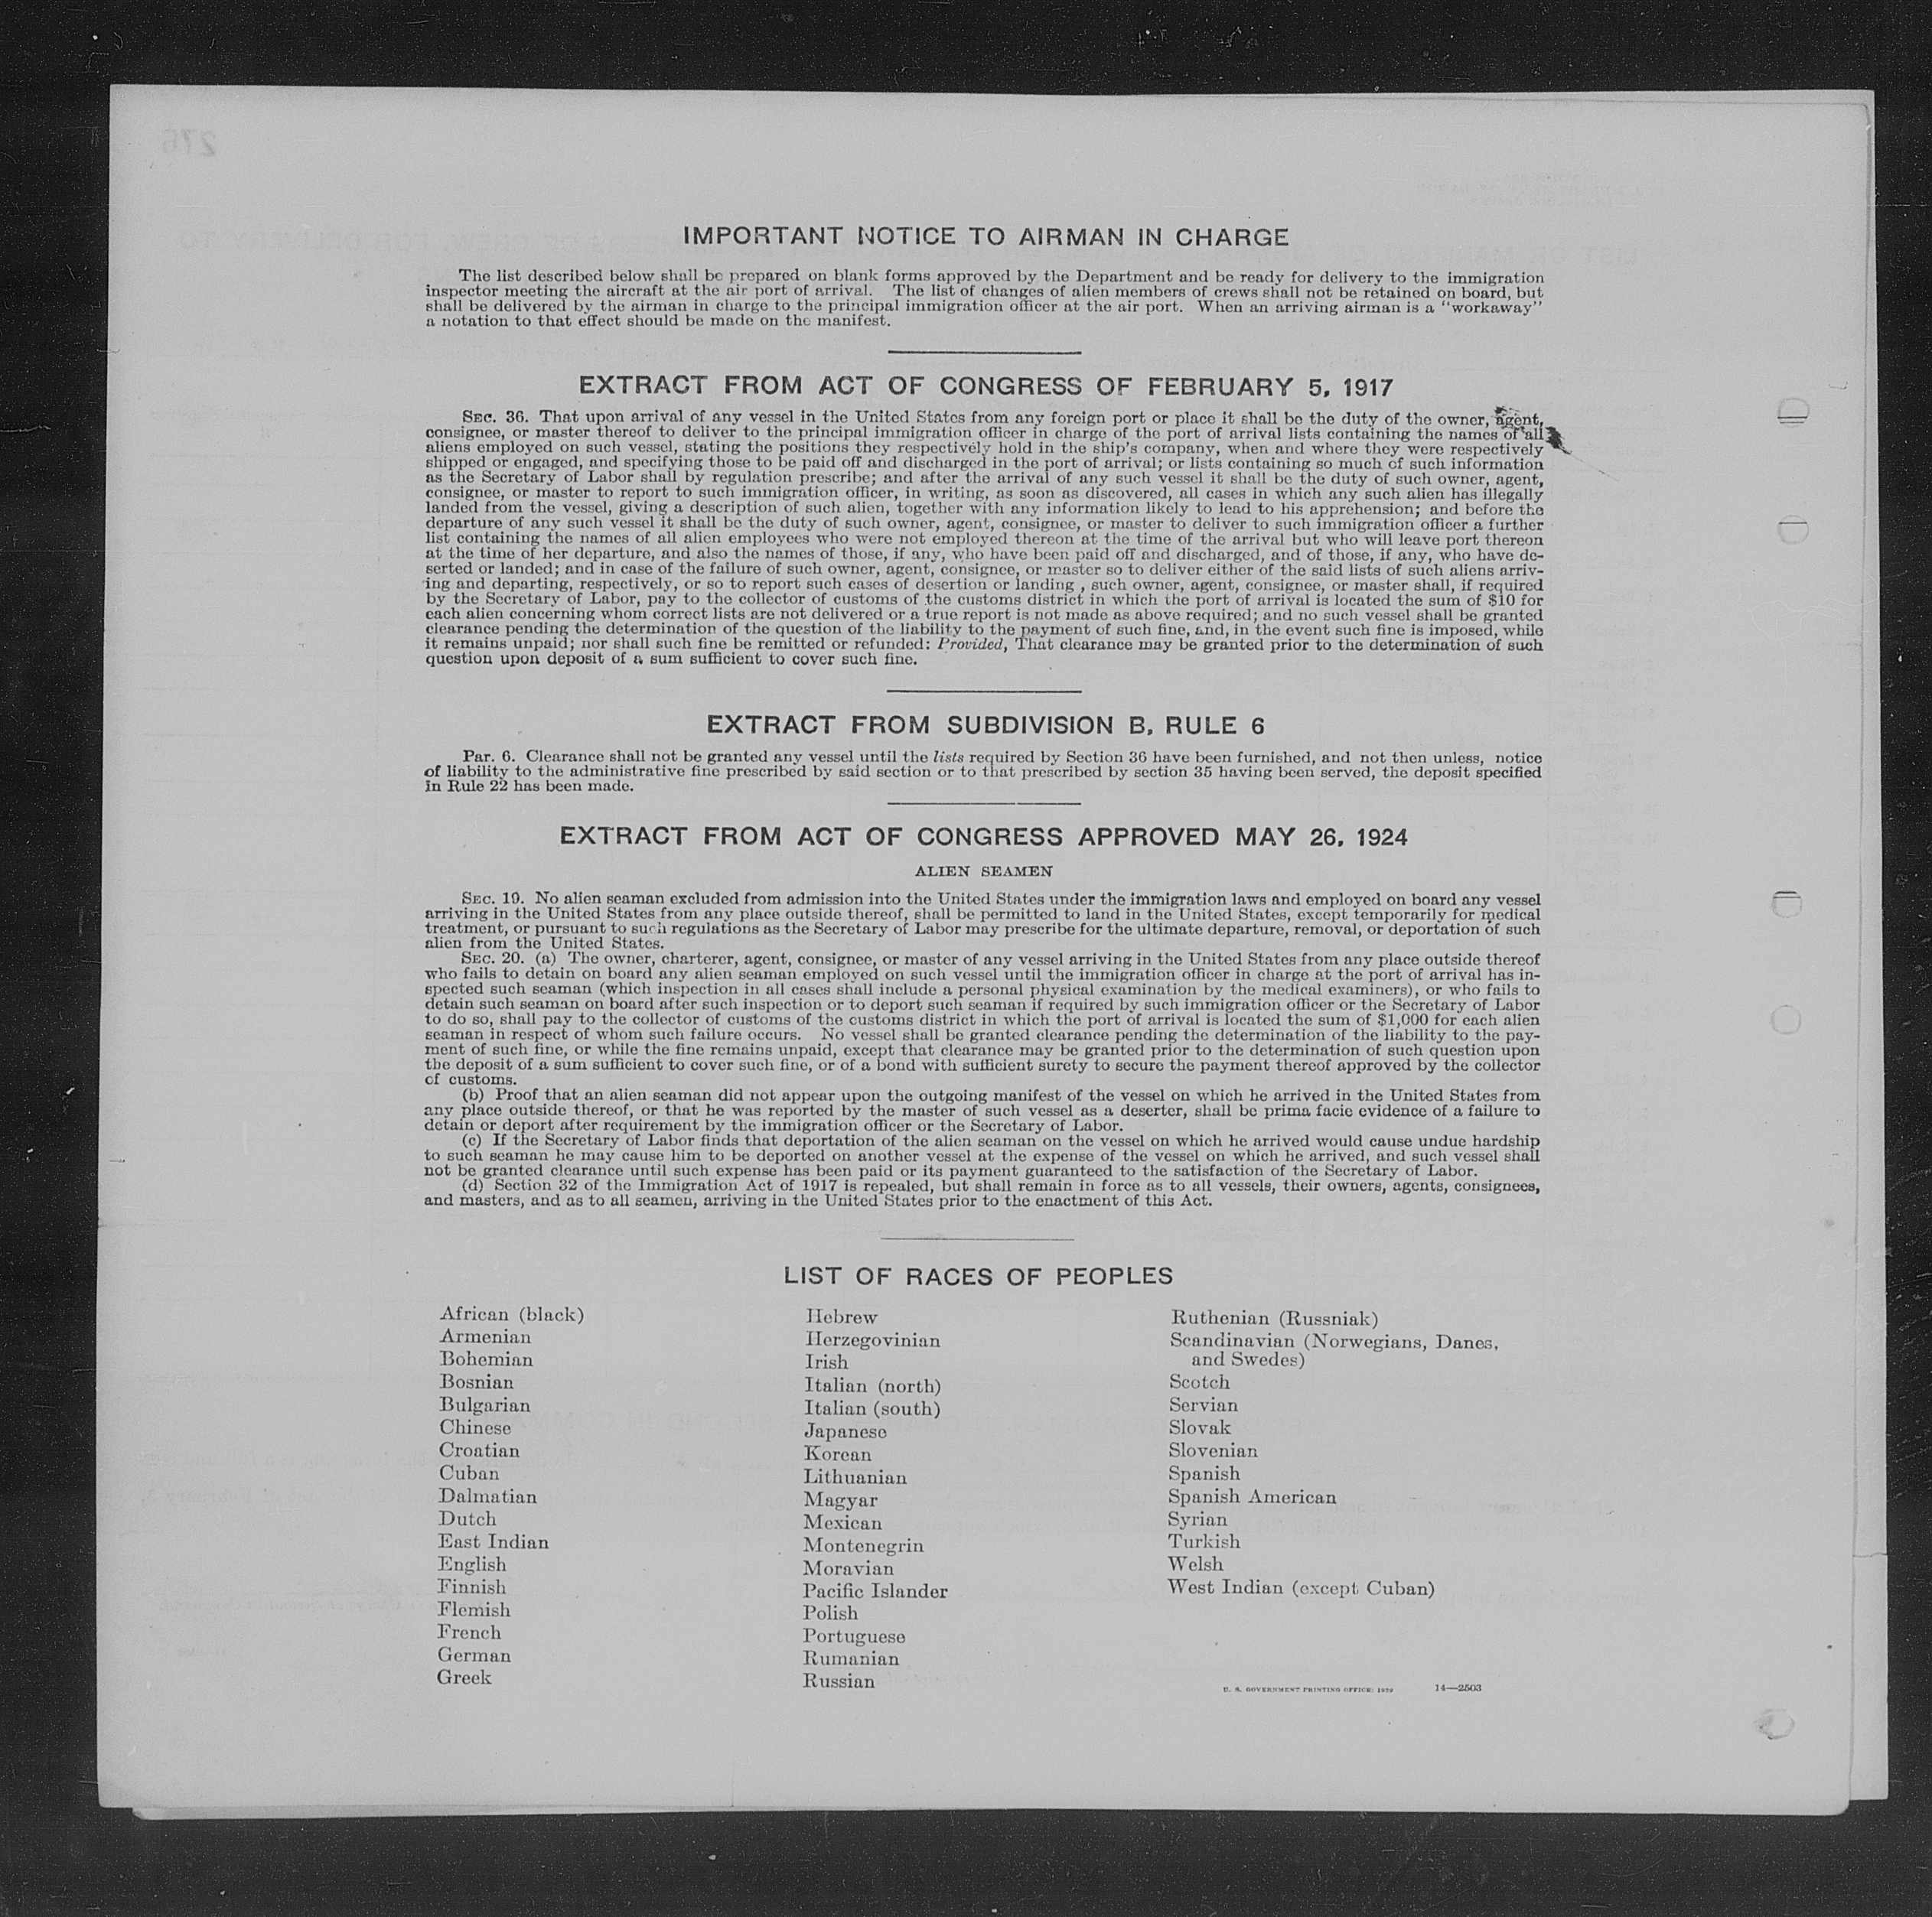 IMPORTANT NOTICE TO AIRMAN IN CHARGE
The list described below shall be prepared on blank forms approved by the Department and be ready for delivery to the immigration
inspector meeting the aircraft at the air port of arrival. The list of changes of alien members of crews shall not be retained on board, but
shall be delivered by the airman in charge to the principal immigration officer at the air port. When an arriving airman is a "workaway"
a notation to that effect should be made on the manifest.
EXTRACT FROM ACT OF CONGRESS OF FEBRUARY 5, 1917
SEC. 36. That upon arrival of any vessel in the United States from any foreign port or place it shall be the duty of the owner, agent,
consignee, or master thereof to deliver to the principal immigration officer in charge of the port of arrival lists containing the names of all
aliens employed on such vessel, stating the positions they respectively hold in the ship's company, when and where they were respectively
shipped or engaged, and specifying those to be paid off and discharged in the port of arrival; or lists containing so much of such information
as the Secretary of Labor shall by regulation prescribe; and after the arrival of any such vessel it shall be the duty of such owner, agent,
consignee, or master to report to such immigration officer, in writing, as soon as discovered, all cases in which any such alien has illegally
landed from the vessel, giving a description of such alien, together with any information likely to lead to his apprehension; and before the
departure of any such vessel it shall be the duty of such owner, agent, consignee, or master to deliver to such immigration officer a further
list containing the names of all alien employees who were not employed thereon at the time of the arrival but who will leave port thereon
at the time of her departure, and also the names of those, if any, who have been paid off and discharged, and of those, if any, who have de-
serted or landed; and in case of the failure of such owner, agent, consignee, or master so to deliver either of the said lists of such aliens arriv-
ing and departing, respectively, or so to report such cases of desertion or landing , such owner, agent, consignee, or master shall, if required
by the Secretary of Labor, pay to the collector of customs of the customs district in which the port of arrival is located the sum of $10 for
each alien concerning whom correct lists are not delivered or a true report is not made as above required; and no such vessel shall be granted
clearance pending the determination of the question of the liability to the payment of such fine, and, in the event such fine is imposed, while
it remains unpaid; nor shall such fine be remitted or refunded: Provided, That clearance may be granted prior to the determination of such
question upon deposit of a sum sufficient to cover such fine.
EXTRACT FROM SUBDIVISION B, RULE 6
Par. 6. Clearance shall not be granted any vessel until the lists required by Section 36 have been furnished, and not then unless, notice
of liability to the administrative fine prescribed by said section or to that prescribed by section 35 having been served, the deposit specified
in Rule 22 has been made.
EXTRACT FROM ACT OF CONGRESS APPROVED MAY 26, 1924
ALIEN SEAMEN
SEC. 19. No alien seaman excluded from admission into the United States under the immigration laws and employed on board any vessel
arriving in the United States from any place outside thereof, shall be permitted to land in the United States, except temporarily for medical
treatment, or pursuant to such regulations as the Secretary of Labor may prescribe for the ultimate departure, removal, or deportation of such
alien from the United States.
SEC. 20. (a) The owner, charterer, agent, consignee, or master of any vessel arriving in the United States from any place outside thereof
who fails to detain on board any alien seaman employed on such vessel until the immigration officer in charge at the port of arrival has in-
spected such seaman (which inspection in all cases shall include a personal physical examination by the medical examiners), or who fails to
detain such seaman on board after such inspection or to deport such seaman if required by such immigration officer or the Secretary of Labor
to do so, shall pay to the collector of customs of the customs district in which the port of arrival is located the sum of $1,000 for each alien
seaman in respect of whom such failure occurs. No vessel shall be granted clearance pending the determination of the liability to the pay-
ment of such fine, or while the fine remains unpaid, except that clearance may be granted prior to the determination of such question upon
the deposit of a sum sufficient to cover such fine, or of a bond with sufficient surety to secure the payment thereof approved by the collector
of customs.
(b) Proof that an alien seaman did not appear upon the outgoing manifest of the vessel on which he arrived in the United States from
any place outside thereof, or that he was reported by the master of such vessel as a deserter, shall be prima facie evidence of a failure to
detain or deport after requirement by the immigration officer or the Secretary of Labor.
(c) If the Secretary of Labor finds that deportation of the alien seaman on the vessel on which he arrived would cause undue hardship
to such seaman he may cause him to be deported on another vessel at the expense of the vessel on which he arrived, and such vessel shall
not be granted clearance until such expense has been paid or its payment guaranteed to the satisfaction of the Secretary of Labor.
(d) Section 32 of the Immigration Act of 1917 is repealed, but shall remain in force as to all vessels, their owners, agents, consignees,
and masters, and as to all seamen, arriving in the United States prior to the enactment of this Act.
LIST OF RACES OF PEOPLES
African (black)
Armenian
Bohemian
Bosnian
Bulgarian
Chinese
Croatian
Cuban
Dalmatian
Dutch
East Indian
English
Finnish
Flemish
French
German
Greek
Hebrew
Herzegovinian
Irish
Italian (north)
Italian (south)
Japanese
Korean
Lithuanian
Magyar
Mexican
Montenegrin
Moravian
Pacific Islander
Polish
Portuguese
Rumanian
Russian
Ruthenian (Russniak)
Scandinavian (Norwegians, Danes,
and Swedes)
Scotch
Servian
Slovak
Slovenian
Spanish
Spanish American
Syrian
Turkish
Welsh
West Indian (except Cuban)
U. S. GOVERNMENT PRINTING OFFICE: 14—2503